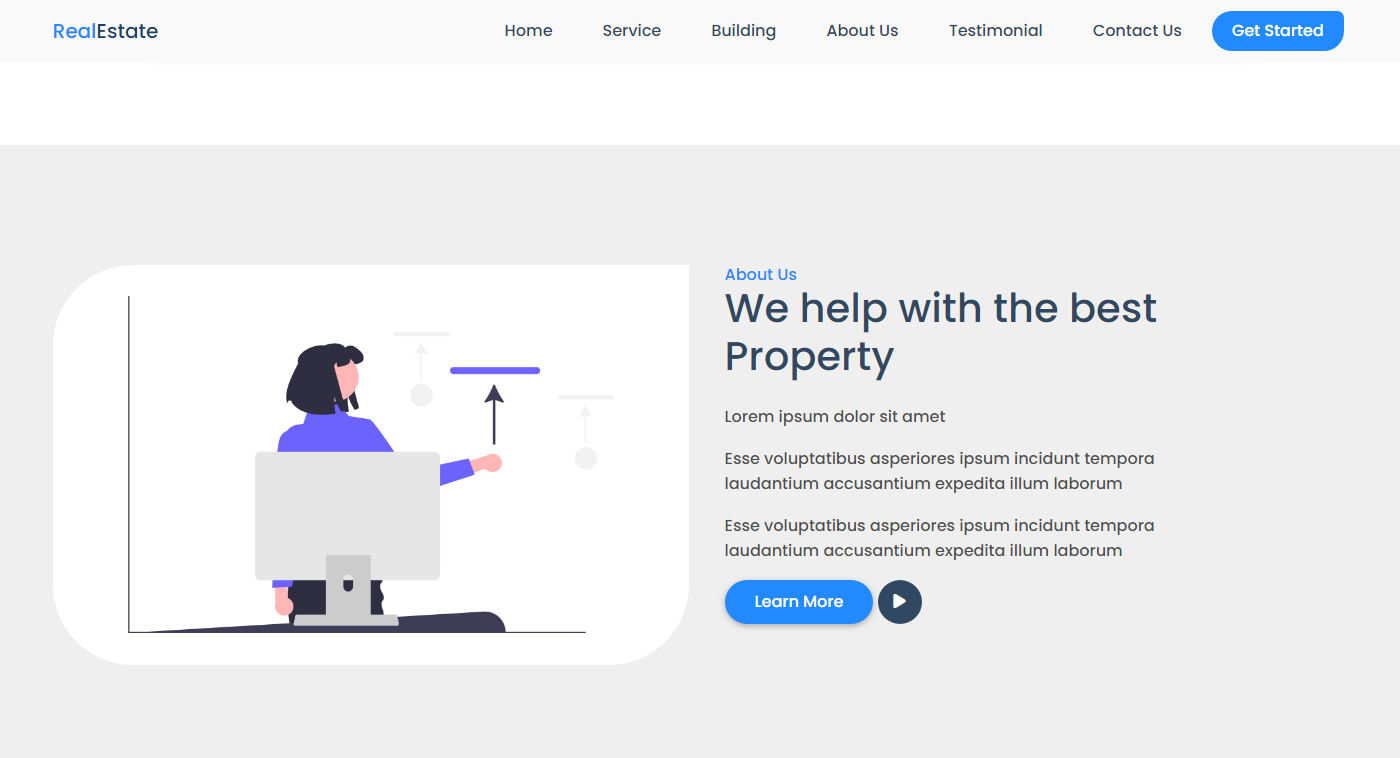 RealEstate
Home Service Building About Us Testimonial Contact Us Get Started
About Us
We help with the best
Property
Lorem ipsum dolor sit amet
Esse voluptatibus asperiores ipsum incidunt tempora
laudantium accusantium expedita illum laborum
Esse voluptatibus asperiores ipsum incidunt tempora
laudantium accusantium expedita illum laborum
Learn More